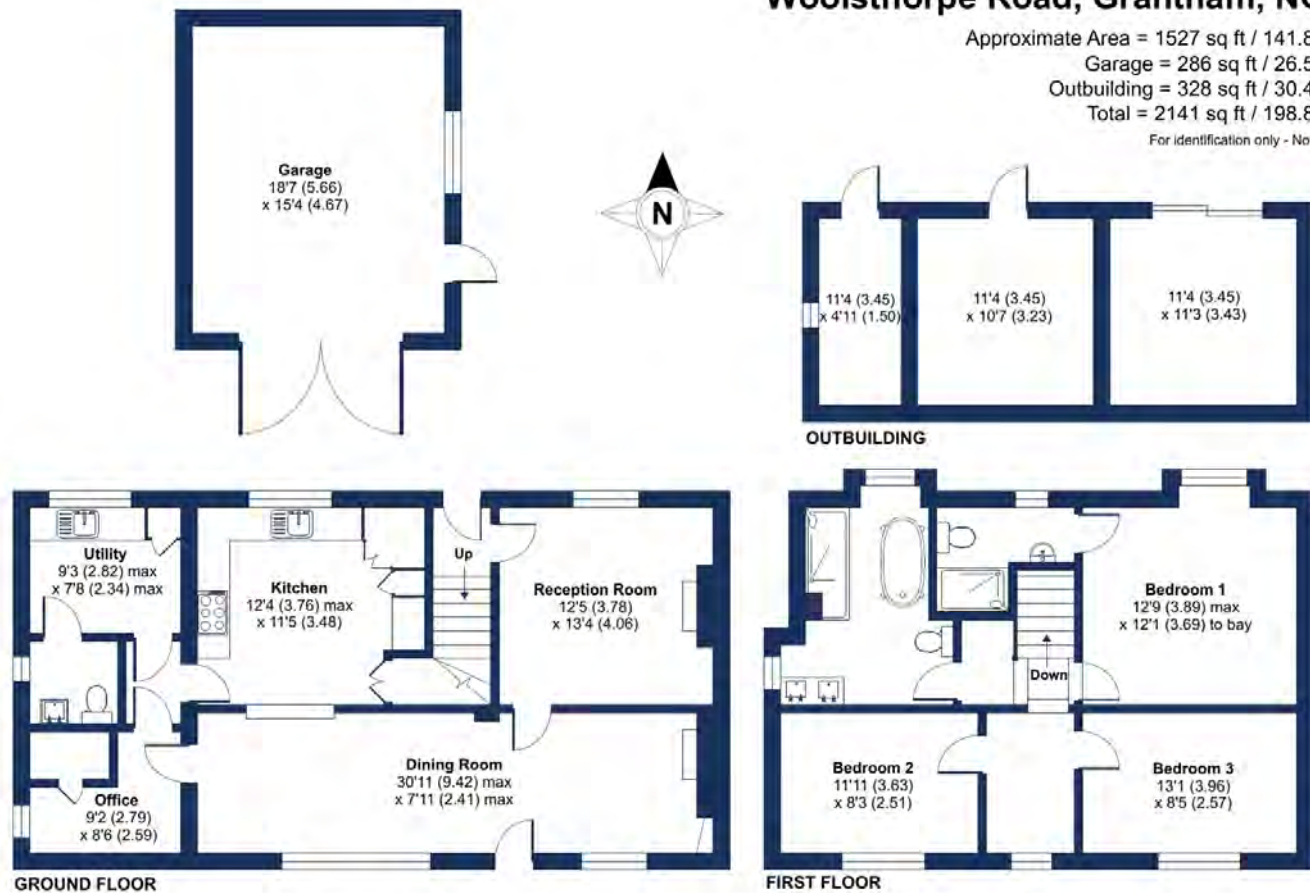 Woolsthorpe Road, Grantham,
Approximate Area = 1527 sq ft / 141.8
Garage = 286 sq ft / 26.5
Outbuilding = 328 sq ft / 30.4
Total = 2141 sq ft / 198.8
For identification only - No
Garage
18'7 (5.66)
x 15'4 (4.67)
N
11'4 (3.45)
x 4'11 (1.50)
11'4 (3.45)
x 10'7 (3.23)
11'4 (3.45)
x 11'3 (3.43)
OUTBUILDING
Utility
9'3 (2.82) max
x 7'8 (2.34) max
Kitchen
12'4 (3.76) max
x 11'5 (3.48)
Up
Reception Room
12'5 (3.78)
x 13'4 (4.06)
Dining Room
30'11 (9.42) max
x 7'11 (2.41) max
Office
9'2 (2.79)
x 8'6 (2.59)
GROUND FLOOR
Bedroom 1
12'9 (3.89) max
x 12'1 (3.69) to bay
Down
Bedroom 2
11'11 (3.63)
x 8'3 (2.51)
Bedroom 3
13'1 (3.96)
x 8'5 (2.57)
FIRST FLOOR